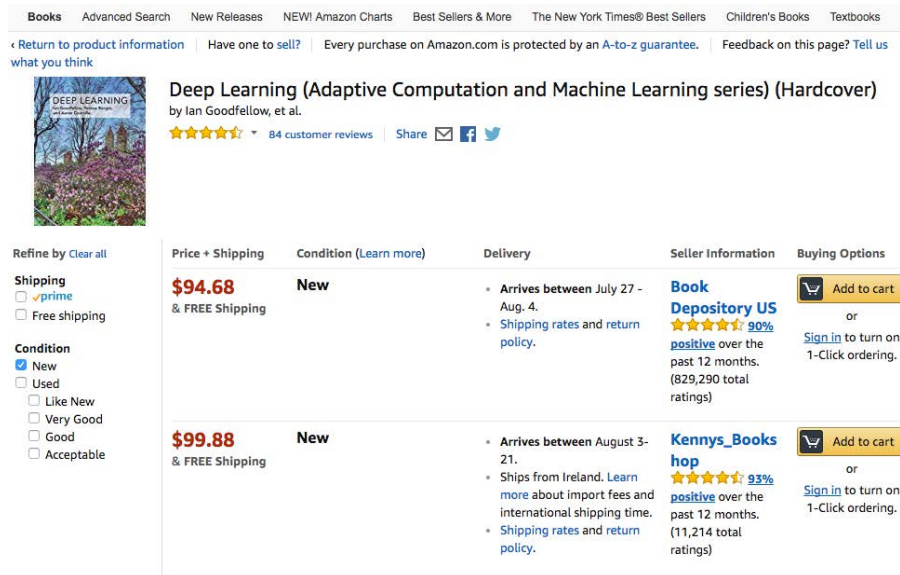 Books Advanced Search New Releases NEW! Amazon Charts Best Sellers & More The New York Times® Best Sellers Children's Books Textbooks
‹ Return to product information Have one to sell? Every purchase on Amazon.com is protected by an A-to-z guarantee. Feedback on this page? Tell us
what you think
DEEP LEARNING
Deep Learning (Adaptive Computation and Machine Learning series) (Hardcover)
by Ian Goodfellow, et al.
84 customer reviews Share
Refine by Clear all
Shipping
prime
Free shipping
Condition
New
Used
Like New
Very Good
Good
Acceptable
Price + Shipping Condition (Learn more) Delivery Seller Information Buying Options
$94.68
& FREE Shipping
New
Arrives between July 27 -
Aug. 4.
Shipping rates and return
policy.
Book
Depository US
90%
positive over the
past 12 months.
(829,290 total
ratings)
Add to cart
or
Sign in to turn on
1-Click ordering.
$99.88
& FREE Shipping
New
Arrives between August 3-
21.
Ships from Ireland. Learn
more about import fees and
international shipping time.
Shipping rates and return
policy.
Kennys_Books
hop
93%
positive over the
past 12 months.
(11,214 total
ratings)
Add to cart
or
Sign in to turn on
1-Click ordering.